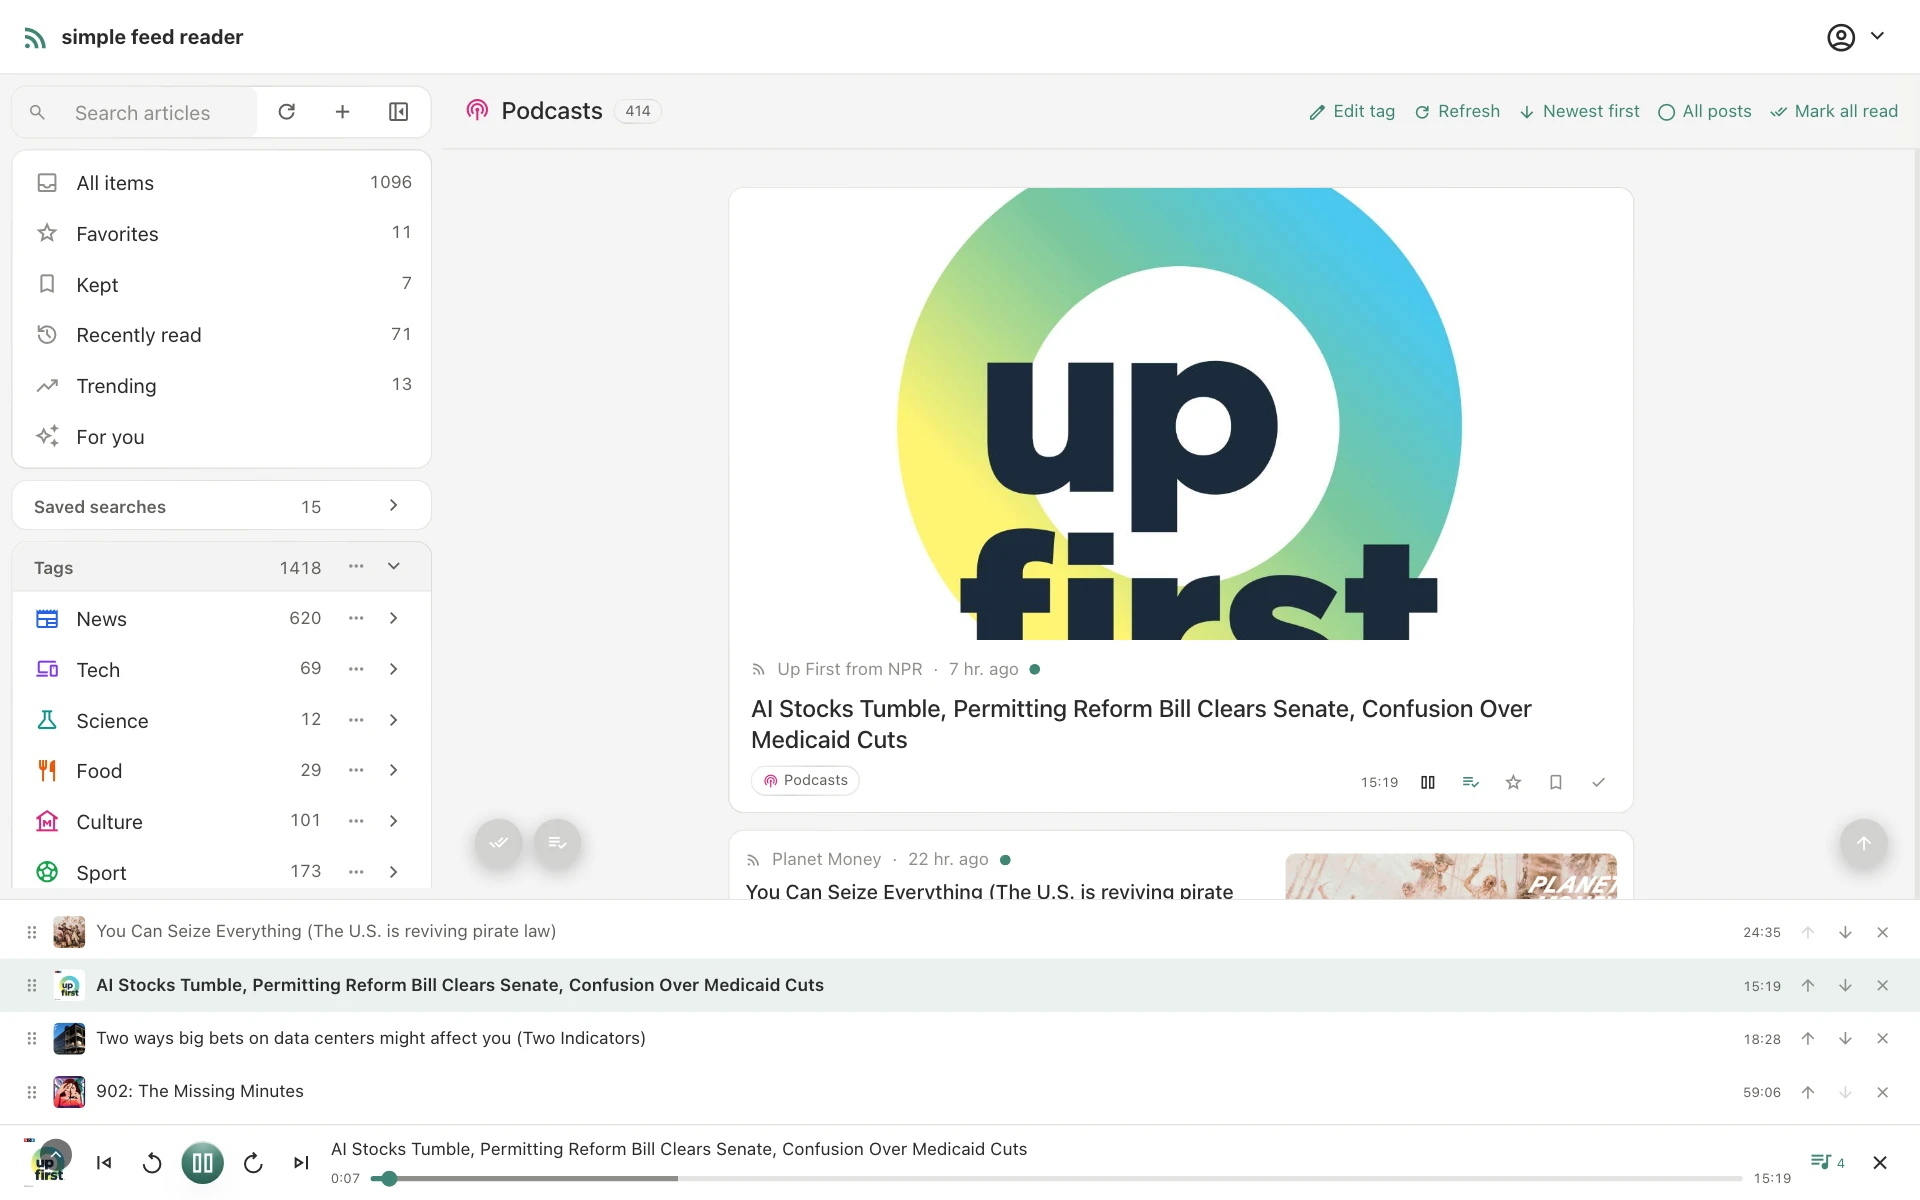 simple feed reader
Search articles
Podcasts 414
Edit tag Refresh Newest first All posts Mark all read
All items 1096
Favorites 11
Kept 7
Recently read 71
Trending 13
For you
Saved searches 15
Tags 1418
News 620
Tech 69
Science 12
Food 29
Culture 101
Sport 173
up
first
Up First from NPR · 7 hr. ago
AI Stocks Tumble, Permitting Reform Bill Clears Senate, Confusion Over
Medicaid Cuts
Podcasts
15:19
Planet Money · 22 hr. ago
You Can Seize Everything (The U.S. is reviving pirate
PLANET
MONEY
You Can Seize Everything (The U.S. is reviving pirate law) 24:35
up
first
AI Stocks Tumble, Permitting Reform Bill Clears Senate, Confusion Over Medicaid Cuts 15:19
Two ways big bets on data centers might affect you (Two Indicators) 18:28
902: The Missing Minutes 59:06
up
first
AI Stocks Tumble, Permitting Reform Bill Clears Senate, Confusion Over Medicaid Cuts
0:07 15:19
4